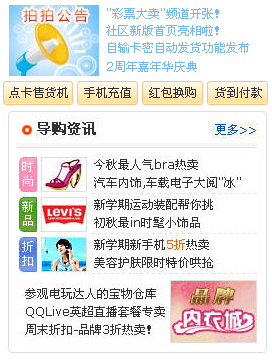 拍拍公告
"彩票大卖"频道开张!
社区新版首页亮相啦!
自输卡密自动发货功能发布
2周年嘉年华庆典
点卡售货机 手机充值 红包换购 货到付款
导购资讯 更多>>
时尚
今秋最人气bra热卖
汽车内饰,车载电子大阅"冰"
新品
LEVI'S
新学期运动装配帮你挑
初秋最in时髦小饰品
折扣
新学期新手机5折热卖
美容护肤限时特价哄抢
参观电玩达人的宝物仓库
QQLive英超直播套餐专卖
周末折扣-品牌3折热卖!
品牌
内衣城